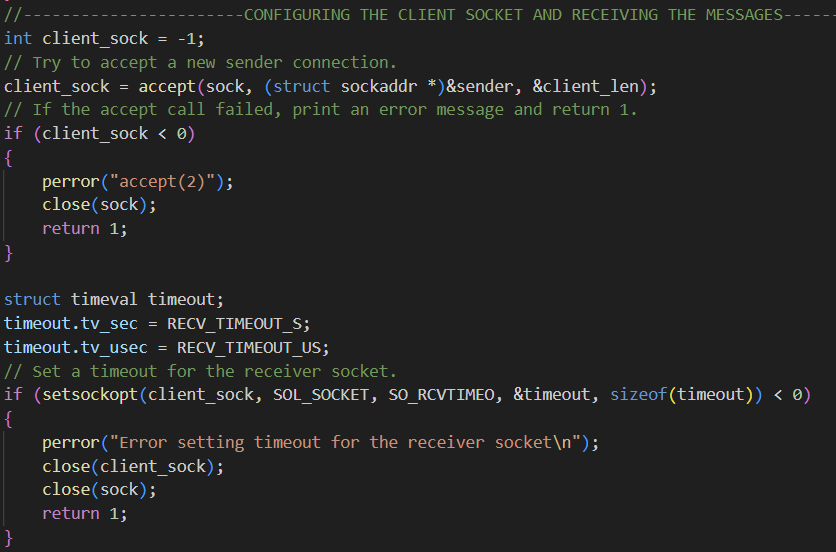 //-----------------------CONFIGURING THE CLIENT SOCKET AND RECEIVING THE MESSAGES------
int client_sock = -1;
// Try to accept a new sender connection.
client_sock = accept(sock, (struct sockaddr *)&sender, &client_len);
// If the accept call failed, print an error message and return 1.
if (client_sock < 0)
{
    perror("accept(2)");
    close(sock);
    return 1;
}

struct timeval timeout;
timeout.tv_sec = RECV_TIMEOUT_S;
timeout.tv_usec = RECV_TIMEOUT_US;
// Set a timeout for the receiver socket.
if (setsockopt(client_sock, SOL_SOCKET, SO_RCVTIMEO, &timeout, sizeof(timeout)) < 0)
{
    perror("Error setting timeout for the receiver socket\n");
    close(client_sock);
    close(sock);
    return 1;
}